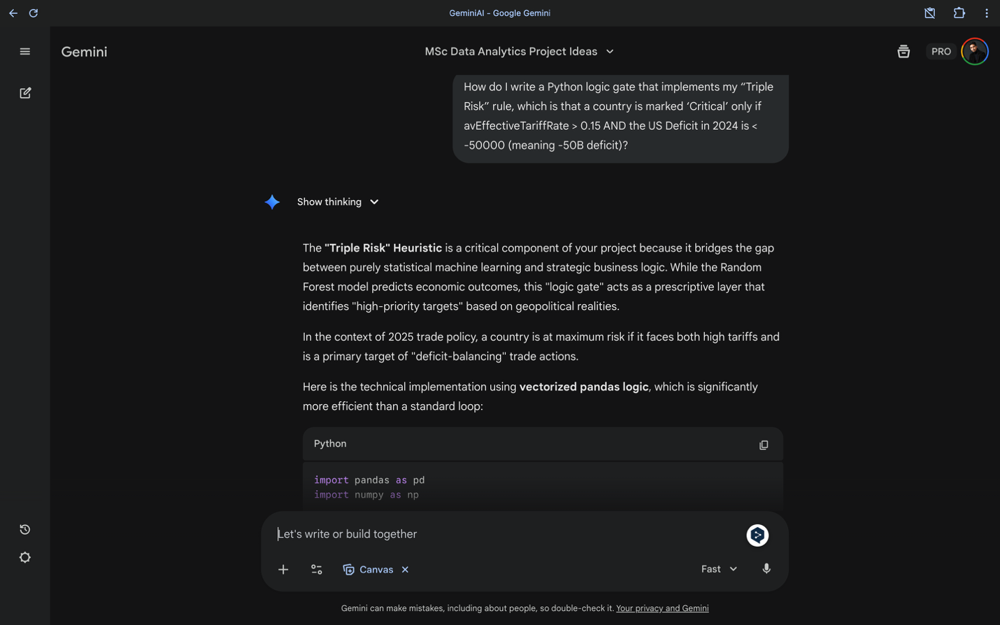 GeminiAI - Google Gemini
Gemini
MSc Data Analytics Project Ideas
PRO
How do I write a Python logic gate that implements my “Triple
Risk” rule, which is that a country is marked ‘Critical’ only if
avEffectiveTariffRate > 0.15 AND the US Deficit in 2024 is <
-50000 (meaning -50B deficit)?
Show thinking
The "Triple Risk" Heuristic is a critical component of your project because it bridges the gap
between purely statistical machine learning and strategic business logic. While the Random
Forest model predicts economic outcomes, this "logic gate" acts as a prescriptive layer that
identifies "high-priority targets" based on geopolitical realities.
In the context of 2025 trade policy, a country is at maximum risk if it faces both high tariffs and
is a primary target of "deficit-balancing" trade actions.
Here is the technical implementation using vectorized pandas logic, which is significantly
more efficient than a standard loop:
Python
import pandas as pd
import numpy as np
Let's write or build together
Canvas
Fast
Gemini can make mistakes, including about people, so double-check it. Your privacy and Gemini